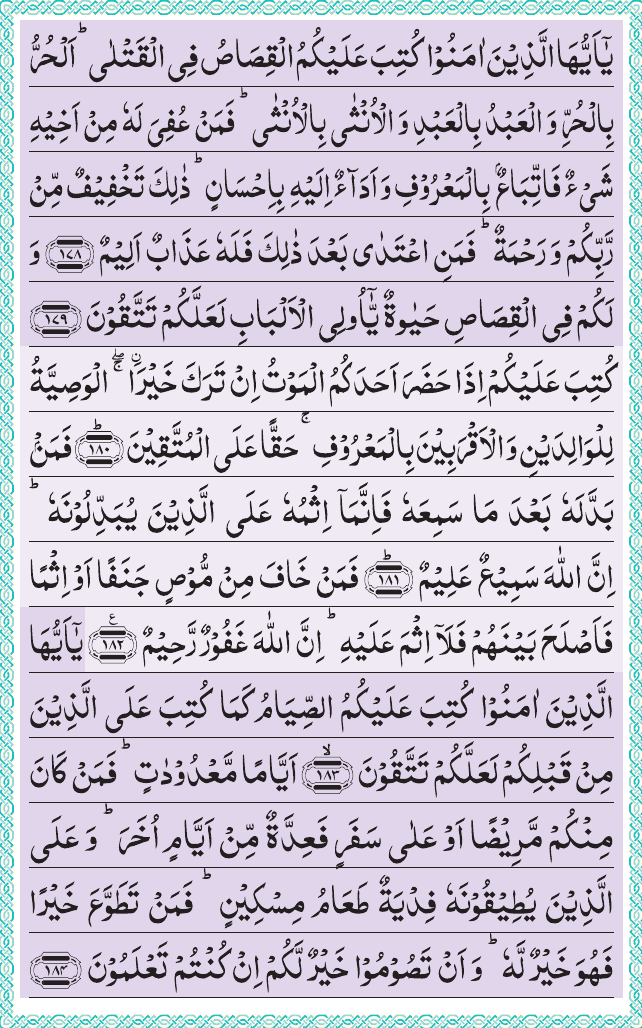 یٰۤاَیُّهَا الَّذِیْنَ اٰمَنُوْا كُتِبَ عَلَیْكُمُ الْقِصَاصُ فِی الْقَتْلٰی ؕ اَلْحُرُّ
بِالْحُرِّ وَ الْعَبْدُ بِالْعَبْدِ وَ الْاُنْثٰی بِالْاُنْثٰی ؕ فَمَنْ عُفِیَ لَهٗ مِنْ اَخِیْهِ
شَیْءٌ فَاتِّبَاعٌۢ بِالْمَعْرُوْفِ وَ اَدَآءٌ اِلَیْهِ بِاِحْسَانٍ ؕ ذٰلِكَ تَخْفِیْفٌ مِّنْ
رَّبِّكُمْ وَ رَحْمَةٌ ؕ فَمَنِ اعْتَدٰی بَعْدَ ذٰلِكَ فَلَهٗ عَذَابٌ اَلِیْمٌ ﴿۱۷۸﴾ وَ
لَكُمْ فِی الْقِصَاصِ حَیٰوةٌ یّٰۤاُولِی الْاَلْبَابِ لَعَلَّكُمْ تَتَّقُوْنَ ﴿۱۷۹﴾
كُتِبَ عَلَیْكُمْ اِذَا حَضَرَ اَحَدَكُمُ الْمَوْتُ اِنْ تَرَكَ خَیْرَا ۖۚ ۨالْوَصِیَّةُ
لِلْوَالِدَیْنِ وَ الْاَقْرَبِیْنَ بِالْمَعْرُوْفِ ۚ حَقًّا عَلَی الْمُتَّقِیْنَ ﴿۱۸۰﴾ؕ فَمَنْۢ
بَدَّلَهٗ بَعْدَ مَا سَمِعَهٗ فَاِنَّمَاۤ اِثْمُهٗ عَلَی الَّذِیْنَ یُبَدِّلُوْنَهٗ ؕ
اِنَّ اللّٰهَ سَمِیْعٌ عَلِیْمٌ ﴿۱۸۱﴾ؕ فَمَنْ خَافَ مِنْ مُّوْصٍ جَنَفًا اَوْ اِثْمًا
فَاَصْلَحَ بَیْنَهُمْ فَلَاۤ اِثْمَ عَلَیْهِ ؕ اِنَّ اللّٰهَ غَفُوْرٌ رَّحِیْمٌ ﴿۱۸۲﴾ع یٰۤاَیُّهَا
الَّذِیْنَ اٰمَنُوْا كُتِبَ عَلَیْكُمُ الصِّیَامُ كَمَا كُتِبَ عَلَی الَّذِیْنَ
مِنْ قَبْلِكُمْ لَعَلَّكُمْ تَتَّقُوْنَ ﴿۱۸۳﴾ۙ اَیَّامًا مَّعْدُوْدٰتٍ ؕ فَمَنْ كَانَ
مِنْكُمْ مَّرِیْضًا اَوْ عَلٰی سَفَرٍ فَعِدَّةٌ مِّنْ اَیَّامٍ اُخَرَ ؕ وَ عَلَی
الَّذِیْنَ یُطِیْقُوْنَهٗ فِدْیَةٌ طَعَامُ مِسْكِیْنٍ ؕ فَمَنْ تَطَوَّعَ خَیْرًا
فَهُوَ خَیْرٌ لَّهٗ ؕ وَ اَنْ تَصُوْمُوْا خَیْرٌ لَّكُمْ اِنْ كُنْتُمْ تَعْلَمُوْنَ ﴿۱۸۴﴾